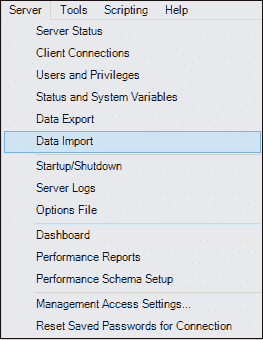 Server Tools Scripting Help
Server Status
Client Connections
Users and Privileges
Status and System Variables
Data Export
Data Import
Startup/Shutdown
Server Logs
Options File
Dashboard
Performance Reports
Performance Schema Setup
Management Access Settings...
Reset Saved Passwords for Connection